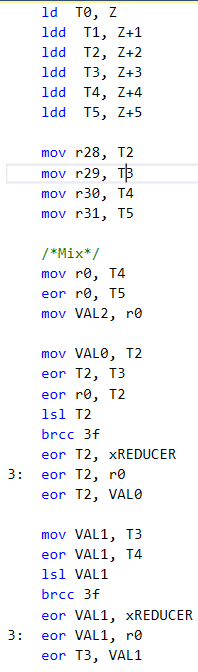 ld T0, Z
ldd T1, Z+1
ldd T2, Z+2
ldd T3, Z+3
ldd T4, Z+4
ldd T5, Z+5
mov r28, T2
mov r29, T3
mov r30, T4
mov r31, T5
/*Mix*/
mov r0, T4
eor r0, T5
mov VAL2, r0
mov VAL0, T2
eor T2, T3
eor r0, T2
lsl T2
brcc 3f
eor T2, xREDUCER
3: eor T2, r0
eor T2, VAL0
mov VAL1, T3
eor VAL1, T4
lsl VAL1
brcc 3f
eor VAL1, xREDUCER
3: eor VAL1, r0
eor T3, VAL1